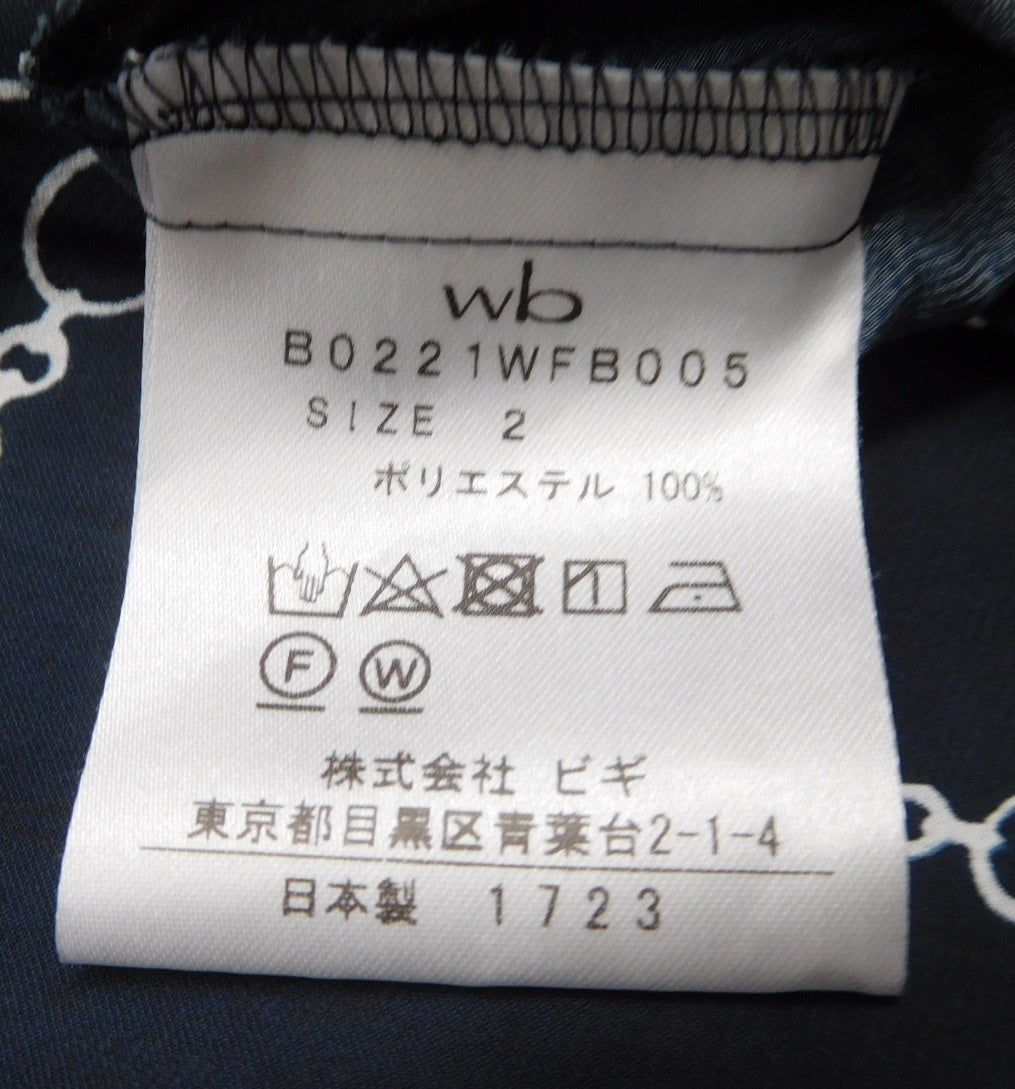 wb
B0221WFB005
SIZE 2
ポリエステル 100%
F W
株式会社 ビギ
東京都目黒区青葉台2-1-4
日本製 1723